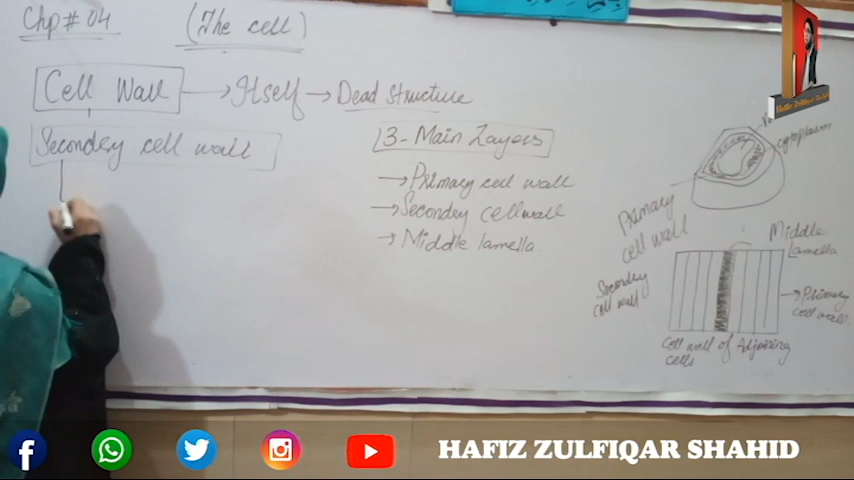 Chp # 04
(The cell)
Cell Wall → Itself → Dead structure
Secondry cell wall
3-Main Layers
→ Primary cell wall
→ Secondry cell wall
→ Middle lamella
cytoplasm
Primary
cell wall
Middle
lamella
Secondry
cell wall
→ Primary
cell wall
cell wall of Adjoining
cells
HAFIZ ZULFIQAR SHAHID